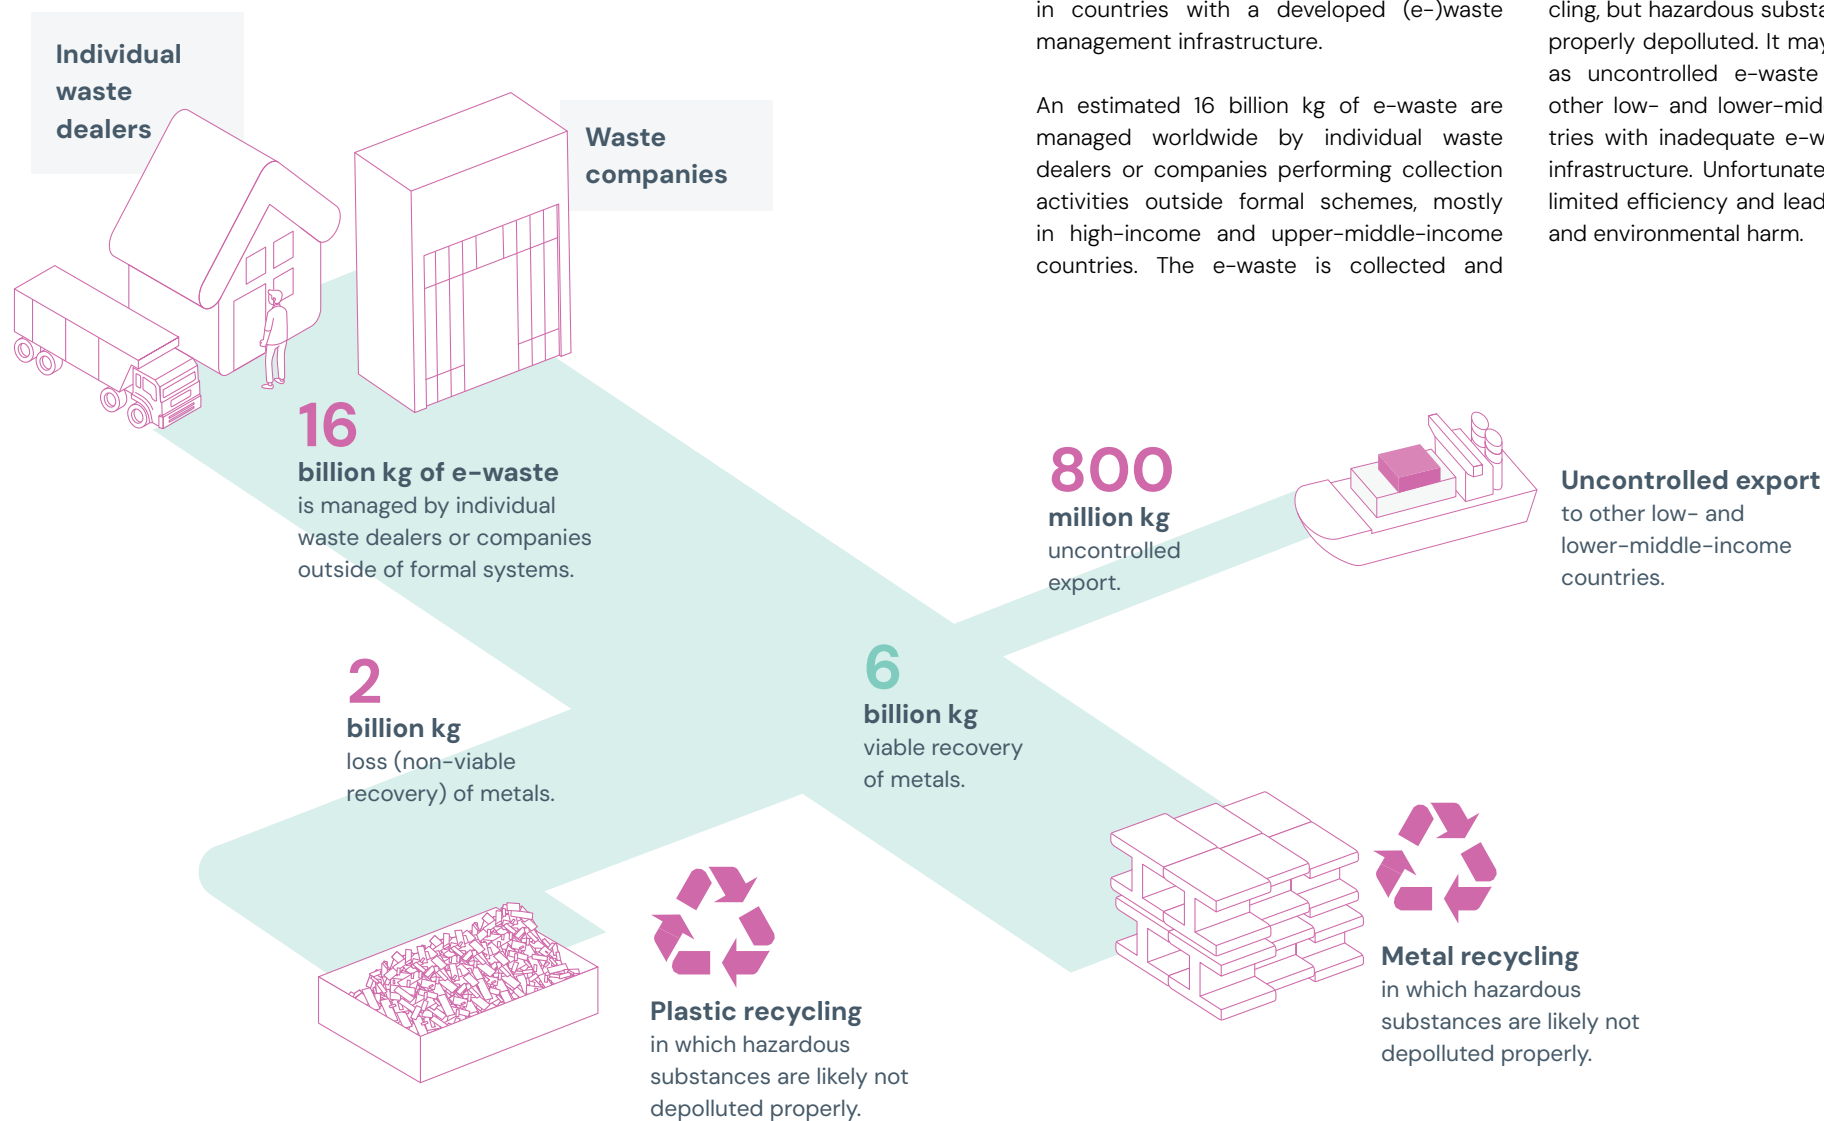 in countries with a developed (e-)waste
management infrastructure.
An estimated 16 billion kg of e-waste are
managed worldwide by individual waste
dealers or companies performing collection
activities outside formal schemes, mostly
in high-income and upper-middle-income
countries. The e-waste is collected and
cling, but hazardous
properly depolluted. It may
as uncontrolled e-waste
other low- and
tries with inadequate
infrastructure.
limited efficiency and
and environmental harm.
Individual
waste
dealers
Waste
companies
16
billion kg of e-waste
is managed by individual
waste dealers or companies
outside of formal systems.
800
million kg
uncontrolled
export.
Uncontrolled export
to other low- and
lower-middle-income
countries.
2
billion kg
loss (non-viable
recovery) of metals.
6
billion kg
viable recovery
of metals.
Plastic recycling
in which hazardous
substances are likely not
depolluted properly.
Metal recycling
in which hazardous
substances are likely not
depolluted properly.